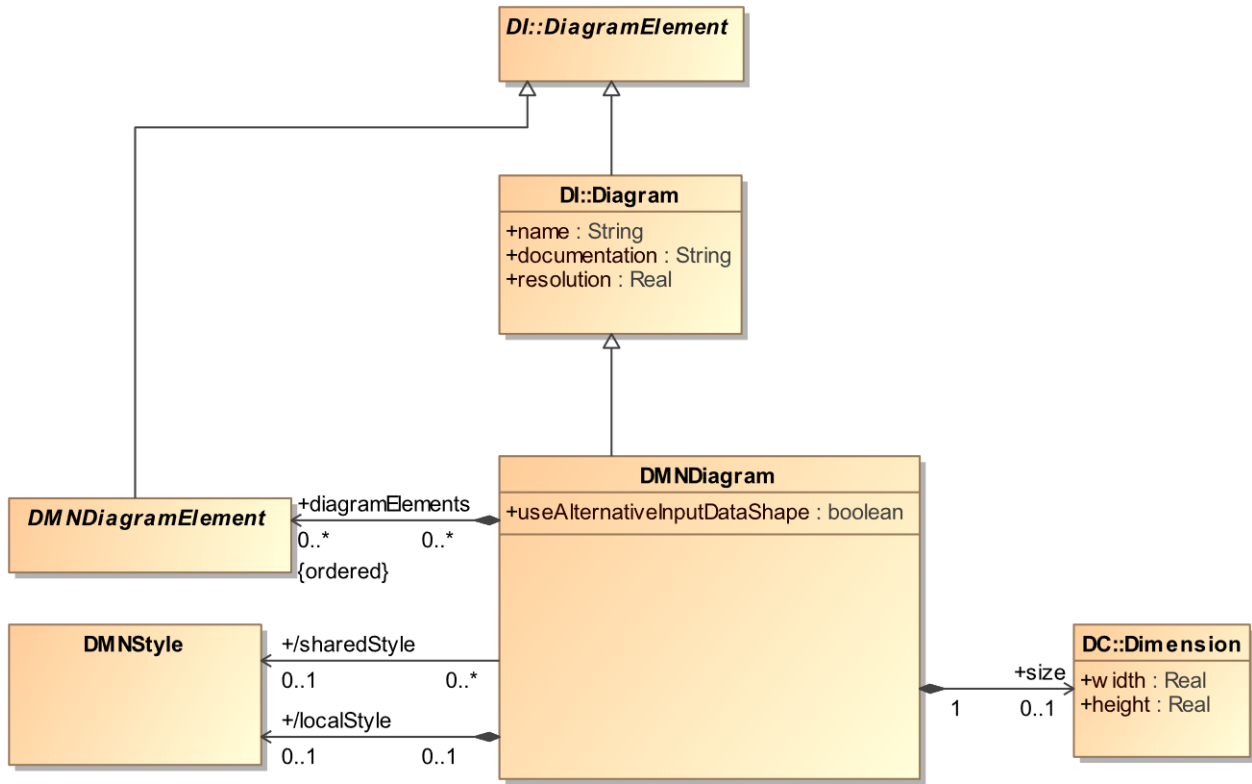 DI::DiagramElement
DI::Diagram
+name : String
+documentation : String
+resolution : Real
DMNDiagram
+useAlternativeInputDataShape : boolean
DMNDiagramElement
+diagramElements
0..* 0..*
{ordered}
DMNStyle
+/sharedStyle
0..1 0..*
+/localStyle
0..1 0..1
+size
1 0..1
DC::Dimension
+width : Real
+height : Real